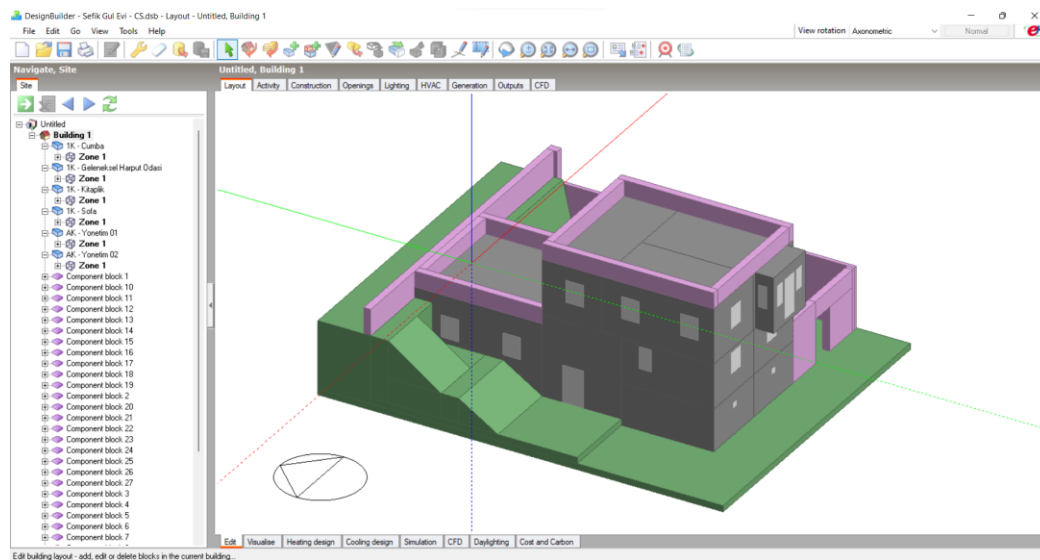 DesignBuilder - Sefik Gul Evi - CS.dsb - Layout - Untitled, Building 1
File Edit Go View Tools Help
View rotation Axonometric Normal
Navigate, Site
Untitled, Building 1
Site
Layout Activity Construction Openings Lighting HVAC Generation Outputs CFD
Untitled
Building 1
1K - Cumba
Zone 1
1K - Geleneksel Harput Odasi
Zone 1
1K - Kitaplik
Zone 1
1K - Sofa
Zone 1
AK - Yonetim 01
Zone 1
AK - Yonetim 02
Zone 1
Component block 1
Component block 10
Component block 11
Component block 12
Component block 13
Component block 14
Component block 15
Component block 16
Component block 17
Component block 18
Component block 19
Component block 2
Component block 20
Component block 21
Component block 22
Component block 23
Component block 24
Component block 25
Component block 26
Component block 27
Component block 3
Component block 4
Component block 5
Component block 6
Component block 7
Edit Visualise Heating design Cooling design Simulation CFD Daylighting Cost and Carbon
Edit building layout - add, edit or delete blocks in the current building...